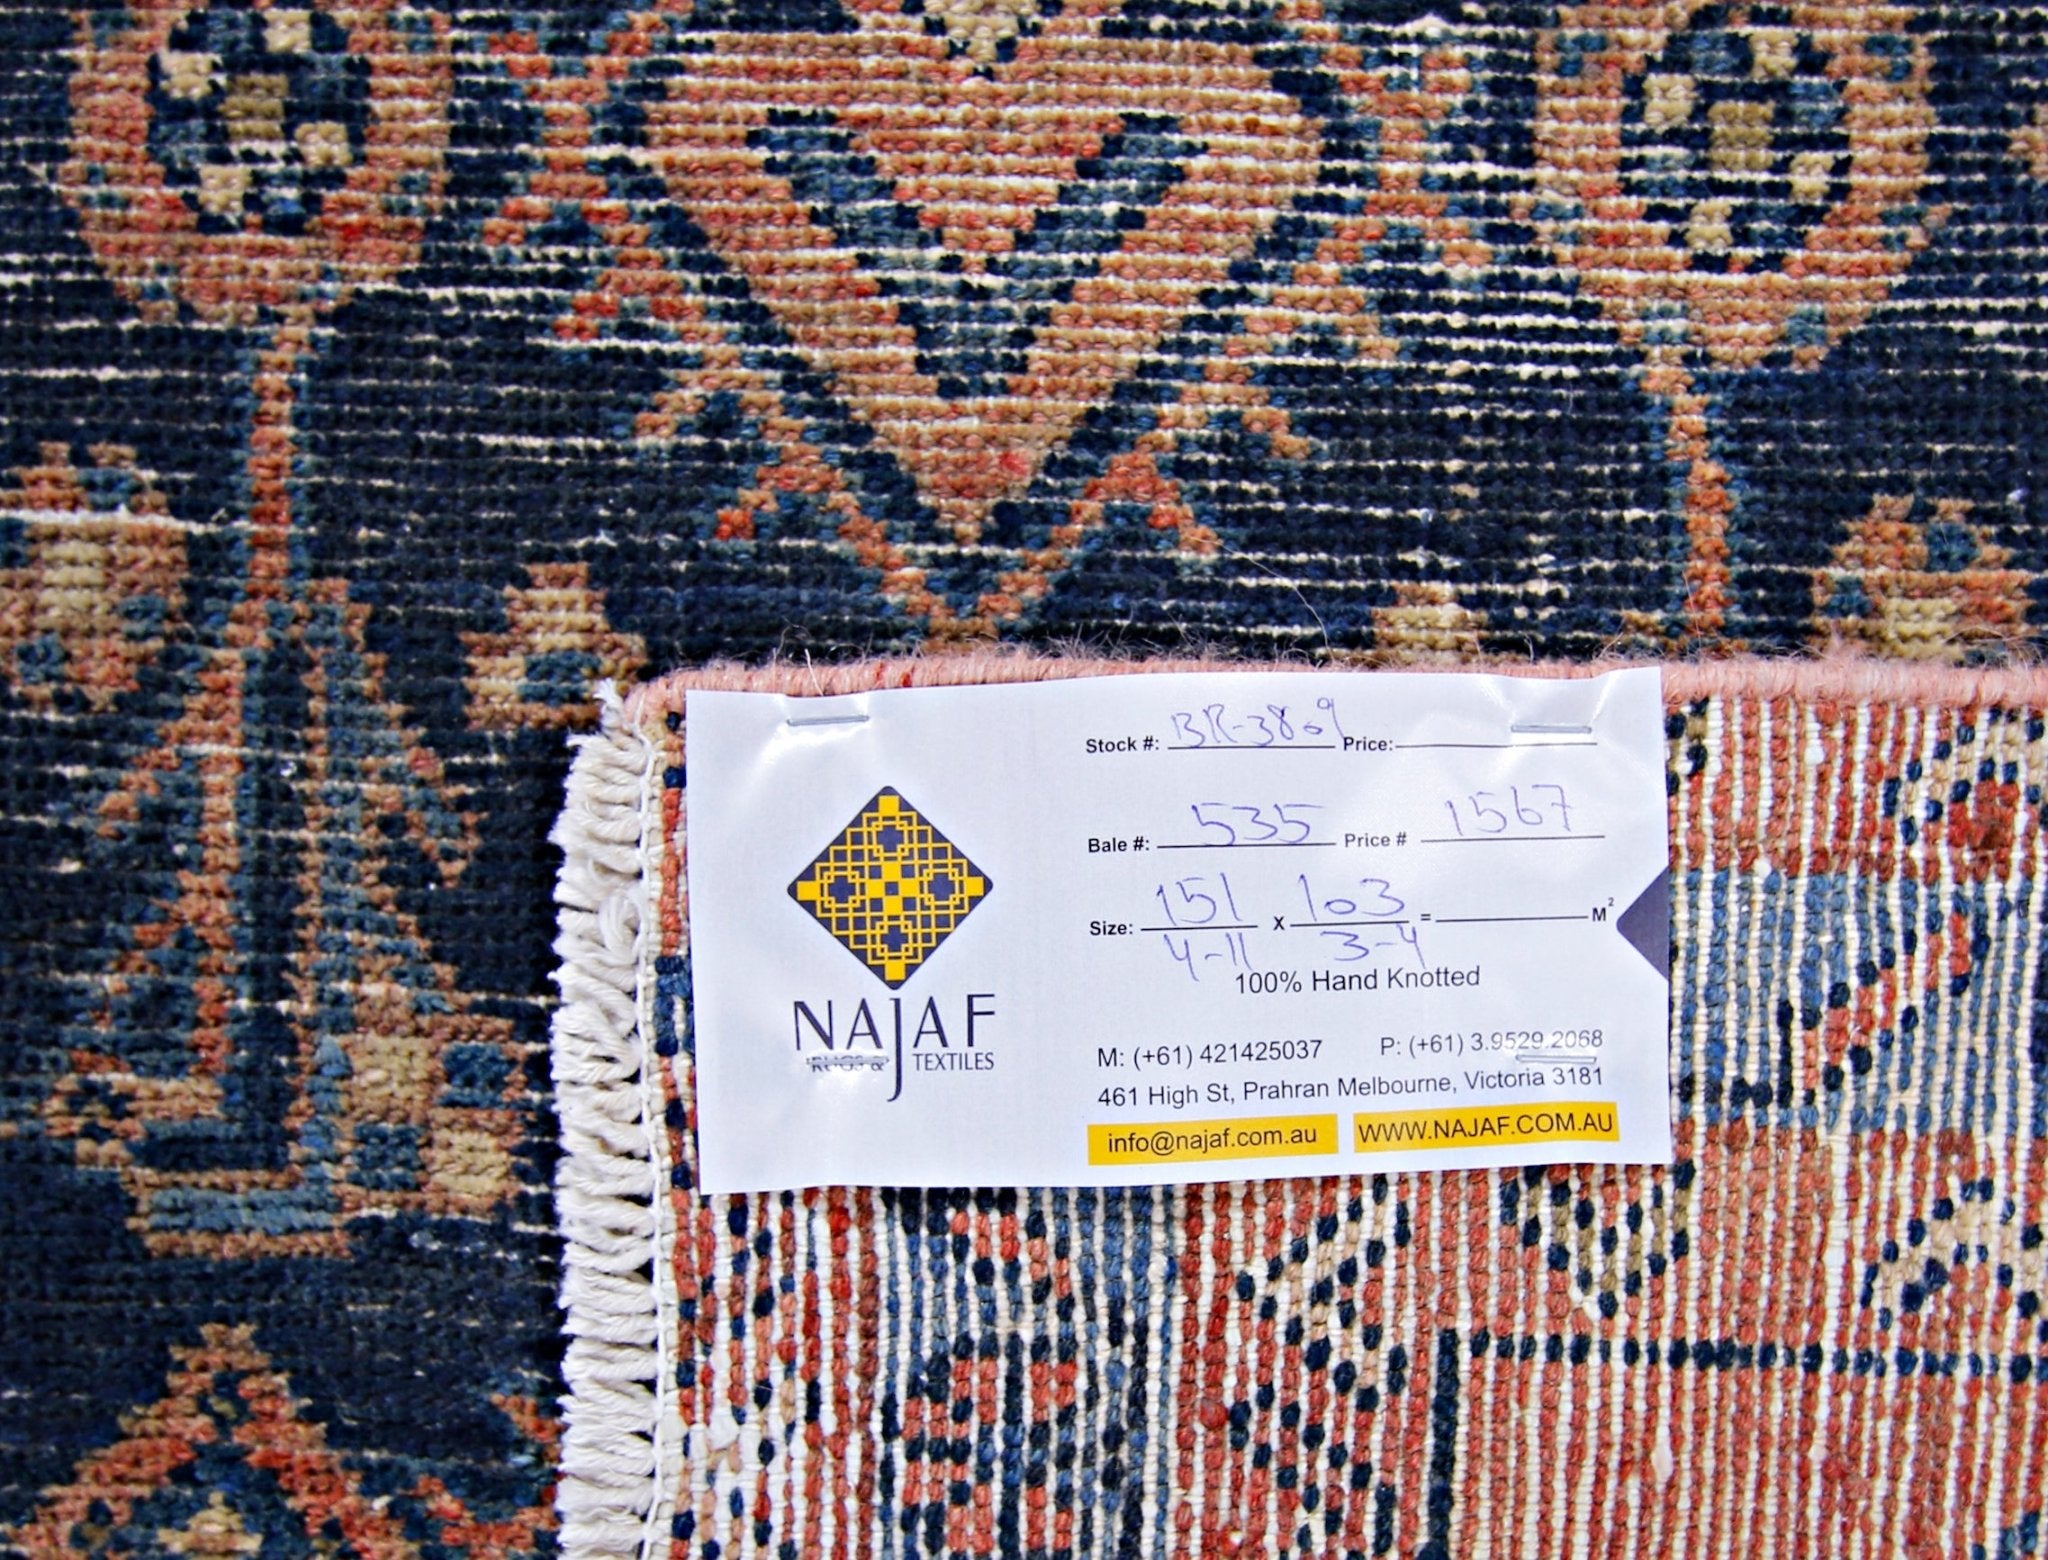 Stock #: BR-3809 Price:
Bale #: 535 Price # 1567
Size: 151 x 103 = M²
4-11 3-4
100% Hand Knotted
NAJAF
RUGS & TEXTILES
M: (+61) 421425037 P: (+61) 3.9529.2068
461 High St, Prahran Melbourne, Victoria 3181
info@najaf.com.au WWW.NAJAF.COM.AU